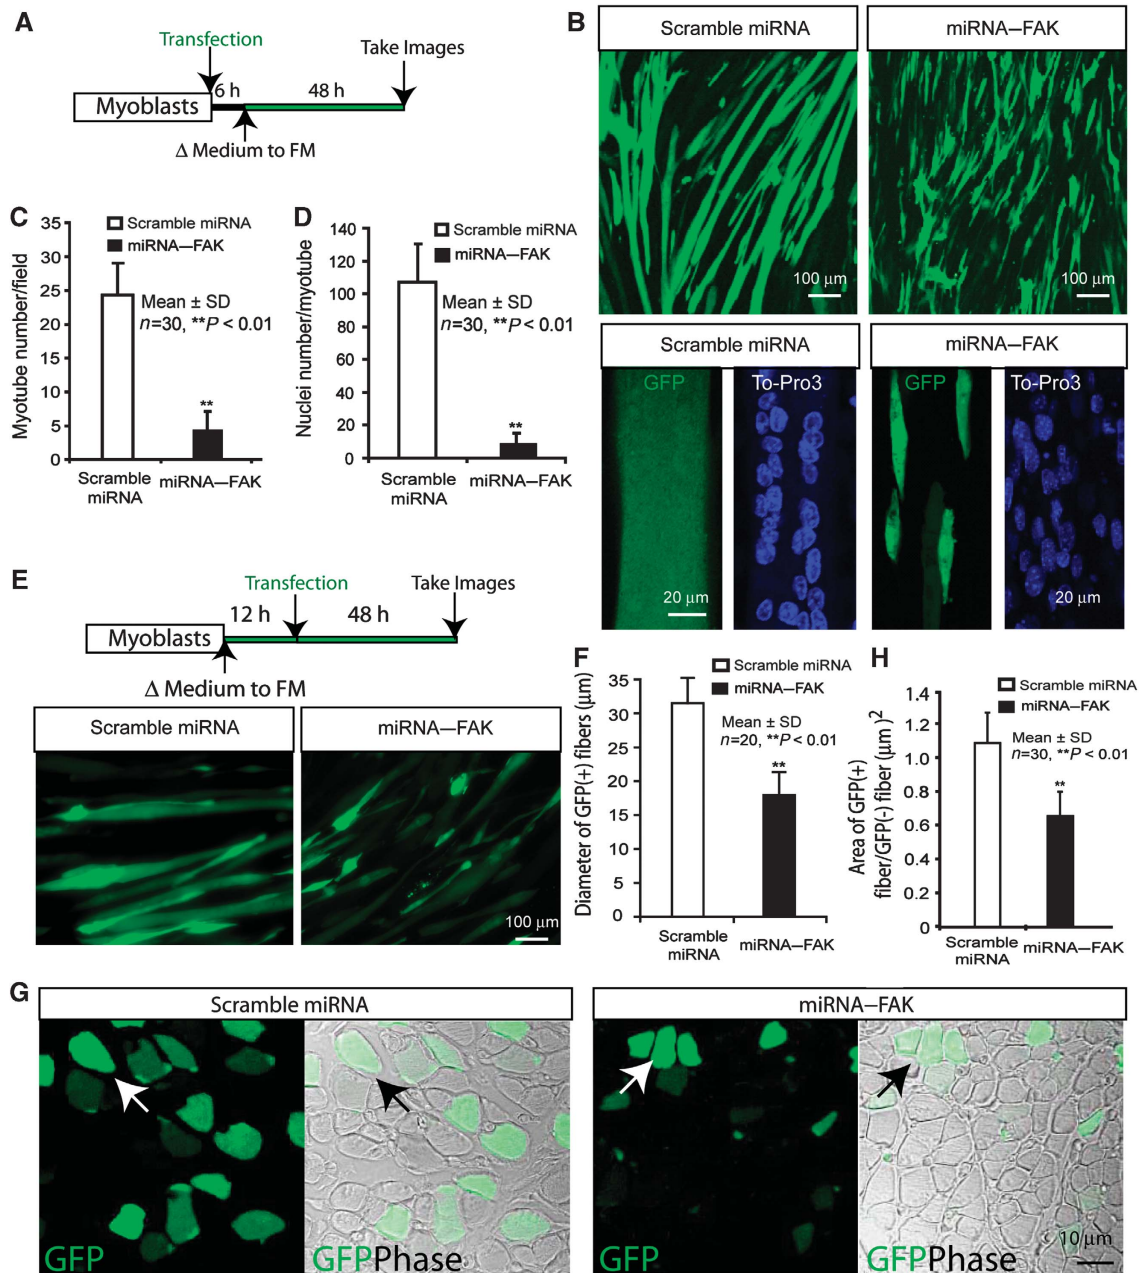 A
Transfection
Take Images
6 h
48 h
Myoblasts
Δ Medium to FM
B
Scramble miRNA
miRNA–FAK
100 μm
100 μm
Scramble miRNA
miRNA–FAK
GFP
To-Pro3
GFP
To-Pro3
20 μm
20 μm
C
Scramble miRNA
miRNA–FAK
Mean ± SD
n=30, **P < 0.01
Myotube number/field
35
30
25
20
15
10
5
0
**
Scramble
miRNA
miRNA–FAK
D
Scramble miRNA
miRNA–FAK
Mean ± SD
n=30, **P < 0.01
Nuclei number/myotube
140
120
100
80
60
40
20
0
**
Scramble
miRNA
miRNA–FAK
E
Transfection
Take Images
12 h
48 h
Myoblasts
Δ Medium to FM
Scramble miRNA
miRNA–FAK
100 μm
F
Scramble miRNA
miRNA–FAK
Mean ± SD
n=20, **P < 0.01
Diameter of GFP(+) fibers (μm)
35
30
25
20
15
10
5
0
**
Scramble
miRNA
miRNA–FAK
H
Scramble miRNA
miRNA–FAK
Mean ± SD
n=30, **P < 0.01
Area of GFP(+)
fiber/GFP(-) fiber (μm)2
1.4
1.2
1.0
0.8
0.6
0.4
0.2
0
**
Scramble
miRNA
miRNA–FAK
G
Scramble miRNA
miRNA–FAK
GFP
GFPPhase
GFP
GFPPhase
10 μm